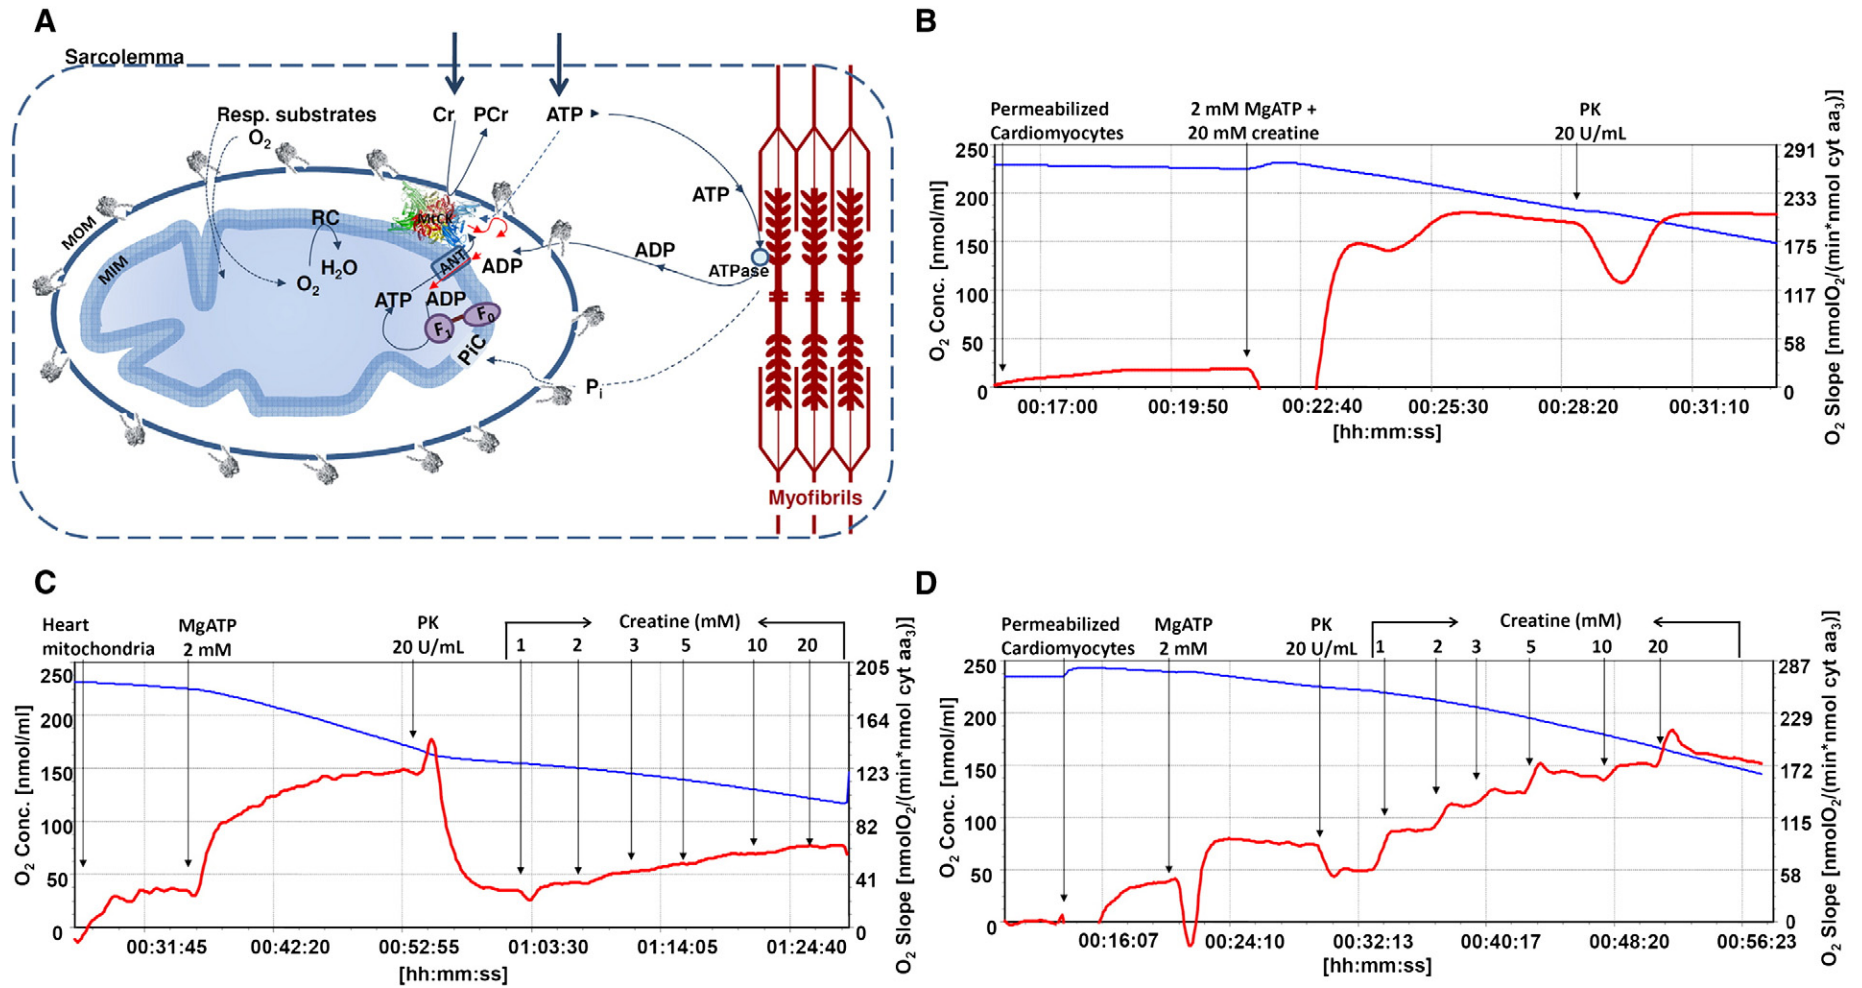 A
Sarcolemma
Resp. substrates
O2
Cr
PCr
ATP
MOM
MIM
RC
H2O
O2
MtCK
ANT
ADP
ATP
ADP
F1
F0
PiC
Pi
ATP
ADP
ATPase
Myofibrils
B
Permeabilized
Cardiomyocytes
2 mM MgATP +
20 mM creatine
PK
20 U/mL
O2 Conc. [nmol/ml]
250
200
150
100
50
0
291
233
175
117
58
0
O2 Slope [nmolO2/(min*nmol cyt aa3)]
00:17:00 00:19:50 00:22:40 00:25:30 00:28:20 00:31:10
[hh:mm:ss]
C
Heart
mitochondria
MgATP
2 mM
PK
20 U/mL
Creatine (mM)
1 2 3 5 10 20
O2 Conc. [nmol/ml]
250
200
150
100
50
0
205
164
123
82
41
0
O2 Slope [nmolO2/(min*nmol cyt aa3)]
00:31:45 00:42:20 00:52:55 01:03:30 01:14:05 01:24:40
[hh:mm:ss]
D
Permeabilized
Cardiomyocytes
MgATP
2 mM
PK
20 U/mL
Creatine (mM)
1 2 3 5 10 20
O2 Conc. [nmol/ml]
250
200
150
100
50
0
287
229
172
115
58
0
O2 Slope [nmolO2/(min*nmol cyt aa3)]
00:16:07 00:24:10 00:32:13 00:40:17 00:48:20 00:56:23
[hh:mm:ss]